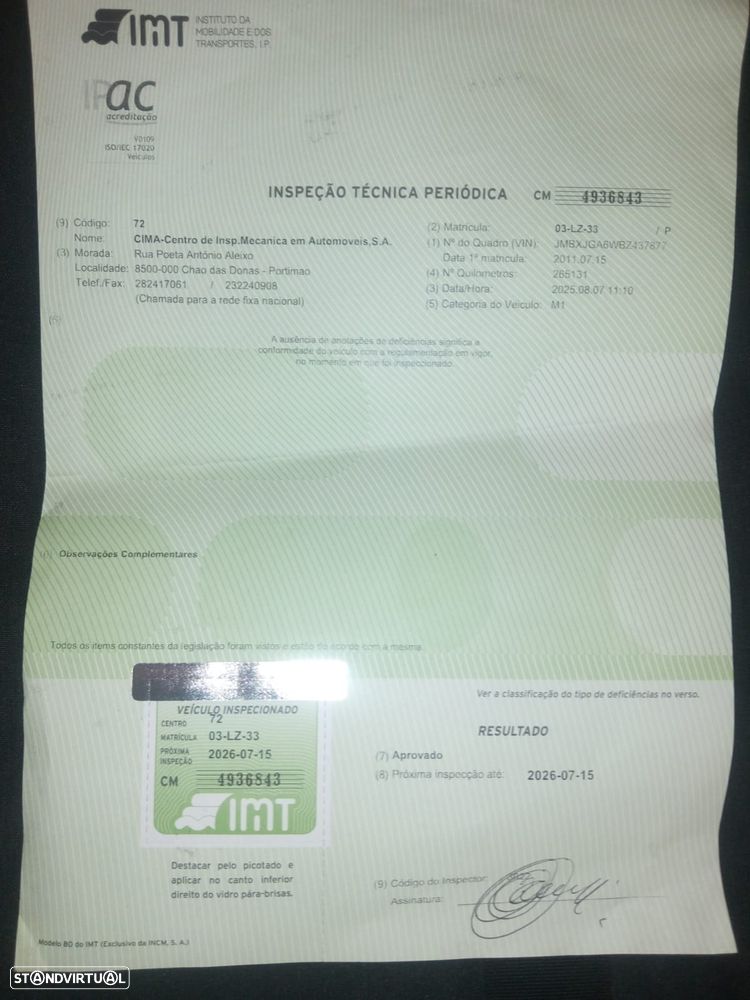 IMT INSTITUTO DA
MOBILIDADE E DOS
TRANSPORTES, I.P.
IPac
acreditação
V0109
ISO/IEC 17020
Veículos
INSPEÇÃO TÉCNICA PERIÓDICA CM 4936843
(9) Código: 72
Nome: CIMA-Centro de Insp.Mecanica em Automoveis,S.A.
(3) Morada: Rua Poeta António Aleixo
Localidade: 8500-000 Chao das Donas - Portimao
Telef./Fax: 282417061 / 232240908
(Chamada para a rede fixa nacional)
(2) Matrícula: 03-LZ-33 / P
(1) Nº do Quadro (VIN): JMBXJGA6WBZ437877
Data 1ª matrícula: 2011.07.15
(4) Nº Quilómetros: 265131
(3) Data/Hora: 2025.08.07 11:10
(5) Categoria do Veículo: M1
(6)
A ausência de anotações de deficiências significa a
conformidade do veículo com a regulamentação em vigor,
no momento em que foi inspeccionado.
Observações Complementares
Todos os items constantes da legislação foram vistos e estão de acordo com a mesma.
VEÍCULO INSPECIONADO
CENTRO 72
MATRÍCULA 03-LZ-33
PRÓXIMA
INSPEÇÃO 2026-07-15
CM 4936843
IMT
Destacar pelo picotado e
aplicar no canto inferior
direito do vidro pára-brisas.
Ver a classificação do tipo de deficiências no verso.
RESULTADO
(7) Aprovado
(8) Próxima inspecção até: 2026-07-15
(9) Código do Inspector:
Assinatura:
Modelo BD do IMT (Exclusivo da INCM, S. A.)
STANDVIRTUAL